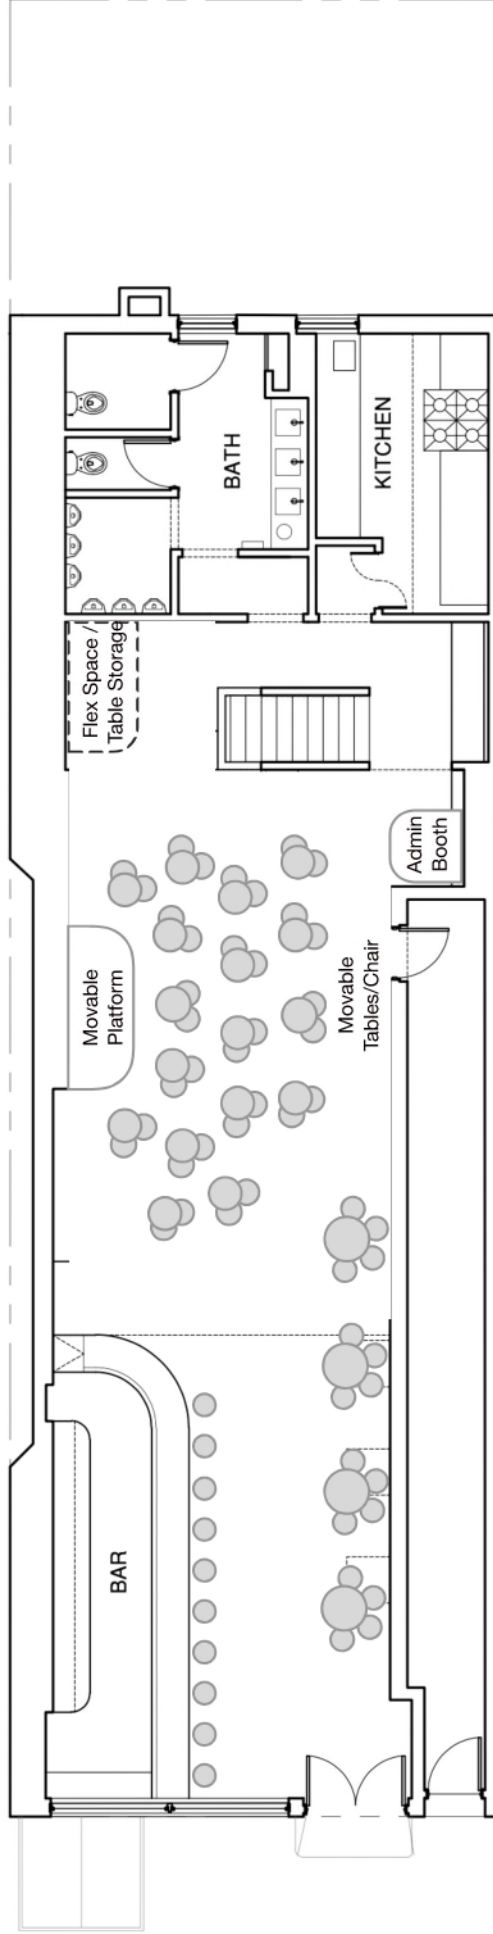 BATH
KITCHEN
Flex Space /
Table Storage
Admin
Booth
Movable
Platform
Movable
Tables/Chair
BAR